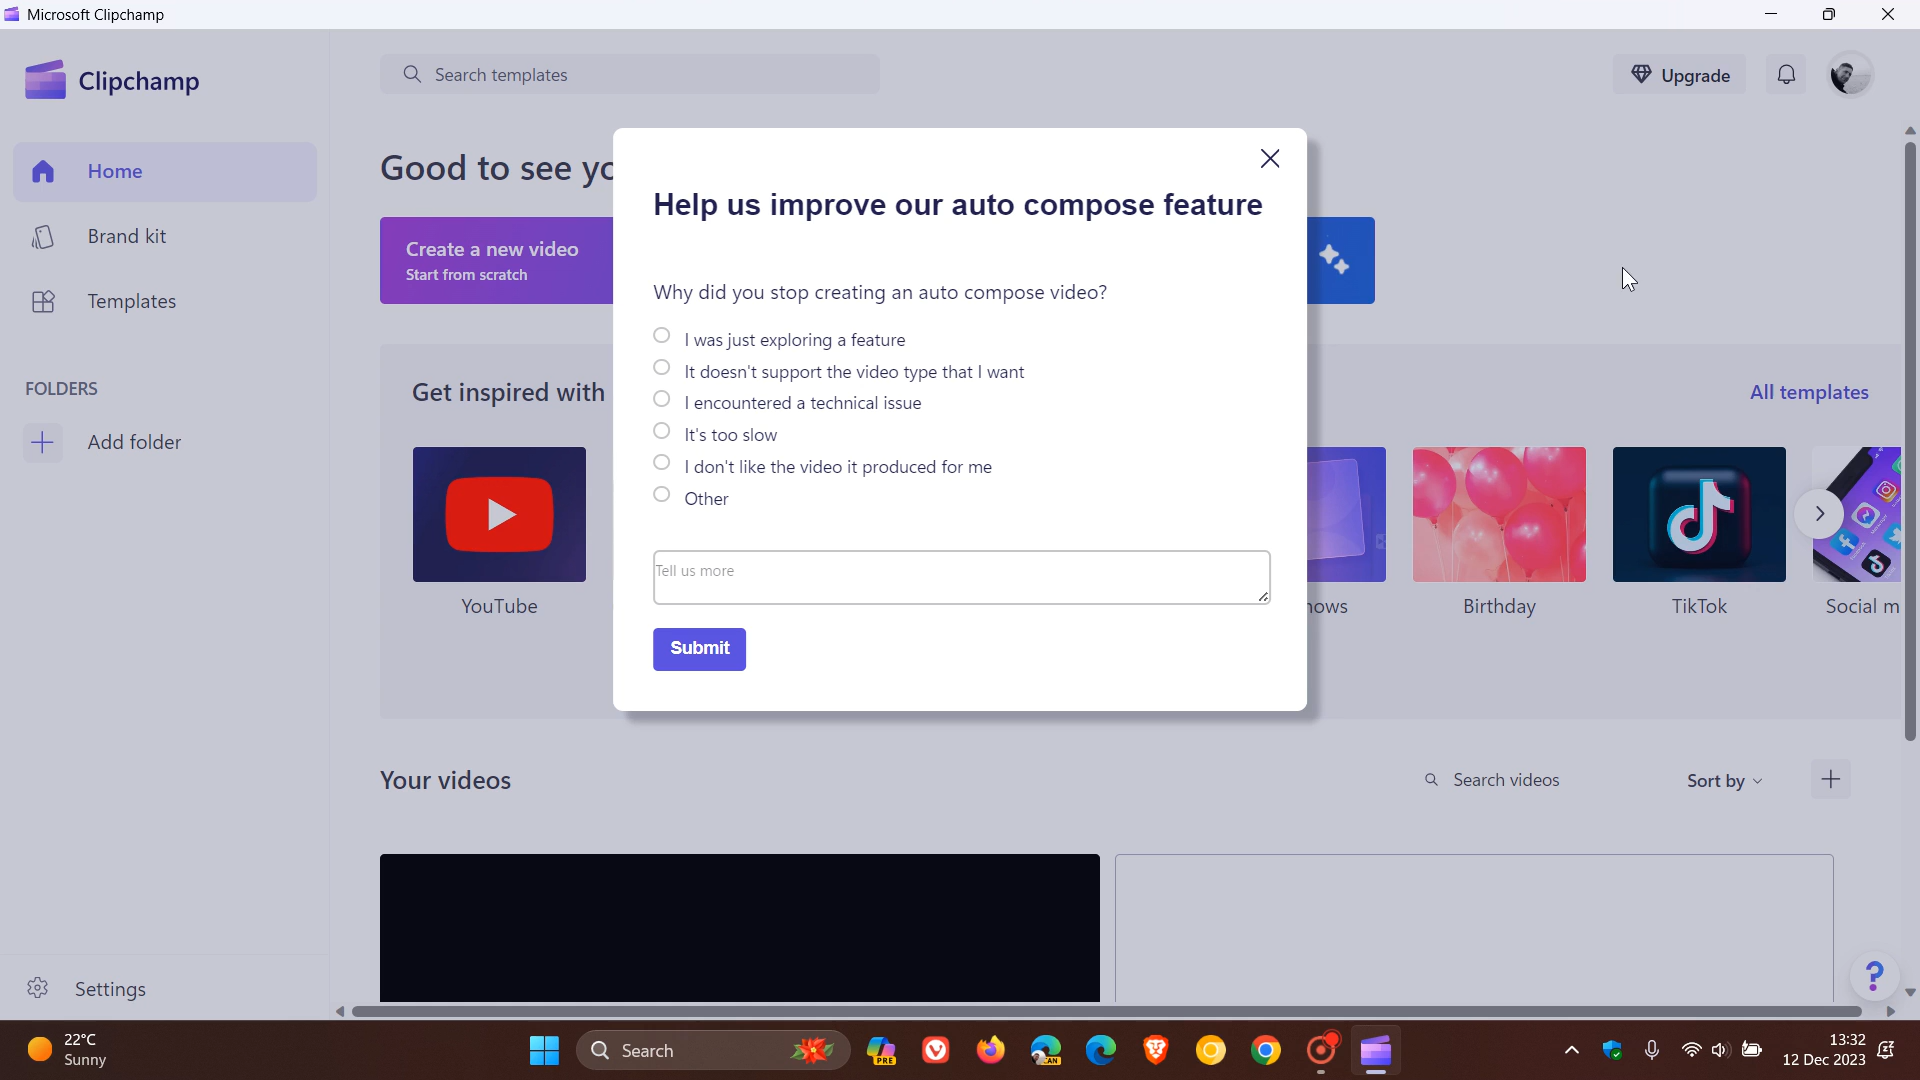 Microsoft Clipchamp
Clipchamp
Search templates
Upgrade
Home
Brand kit
Templates
FOLDERS
Add folder
Settings
Good to see yo
Create a new video
Start from scratch
Get inspired with
All templates
YouTube
hows
Birthday
TikTok
Social m
Help us improve our auto compose feature
Why did you stop creating an auto compose video?
I was just exploring a feature
It doesn't support the video type that I want
I encountered a technical issue
It's too slow
I don't like the video it produced for me
Other
Tell us more
Submit
Your videos
Search videos
Sort by
?
22°C
Sunny
Search
PRE
CAN
13:32
12 Dec 2023